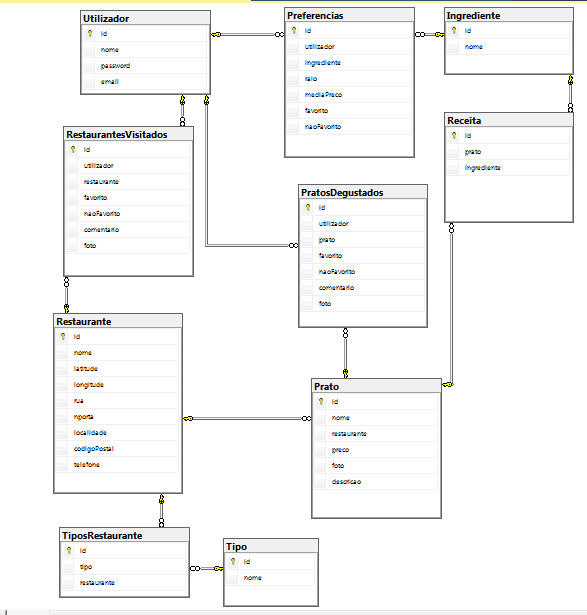 Utilizador
id
nome
password
email
Preferencias
id
utilizador
ingrediente
raio
mediaPreco
favorito
naoFavorito
Ingrediente
id
nome
RestaurantesVisitados
id
utilizador
restaurante
favorito
naoFavorito
comentario
foto
Receita
id
prato
ingrediente
PratosDegustados
id
utilizador
prato
favorito
naoFavorito
comentario
foto
Restaurante
id
nome
latitude
longitude
rua
nporta
localidade
codigoPostal
telefone
Prato
id
nome
restaurante
preco
foto
descricao
TiposRestaurante
id
tipo
restaurante
Tipo
id
nome